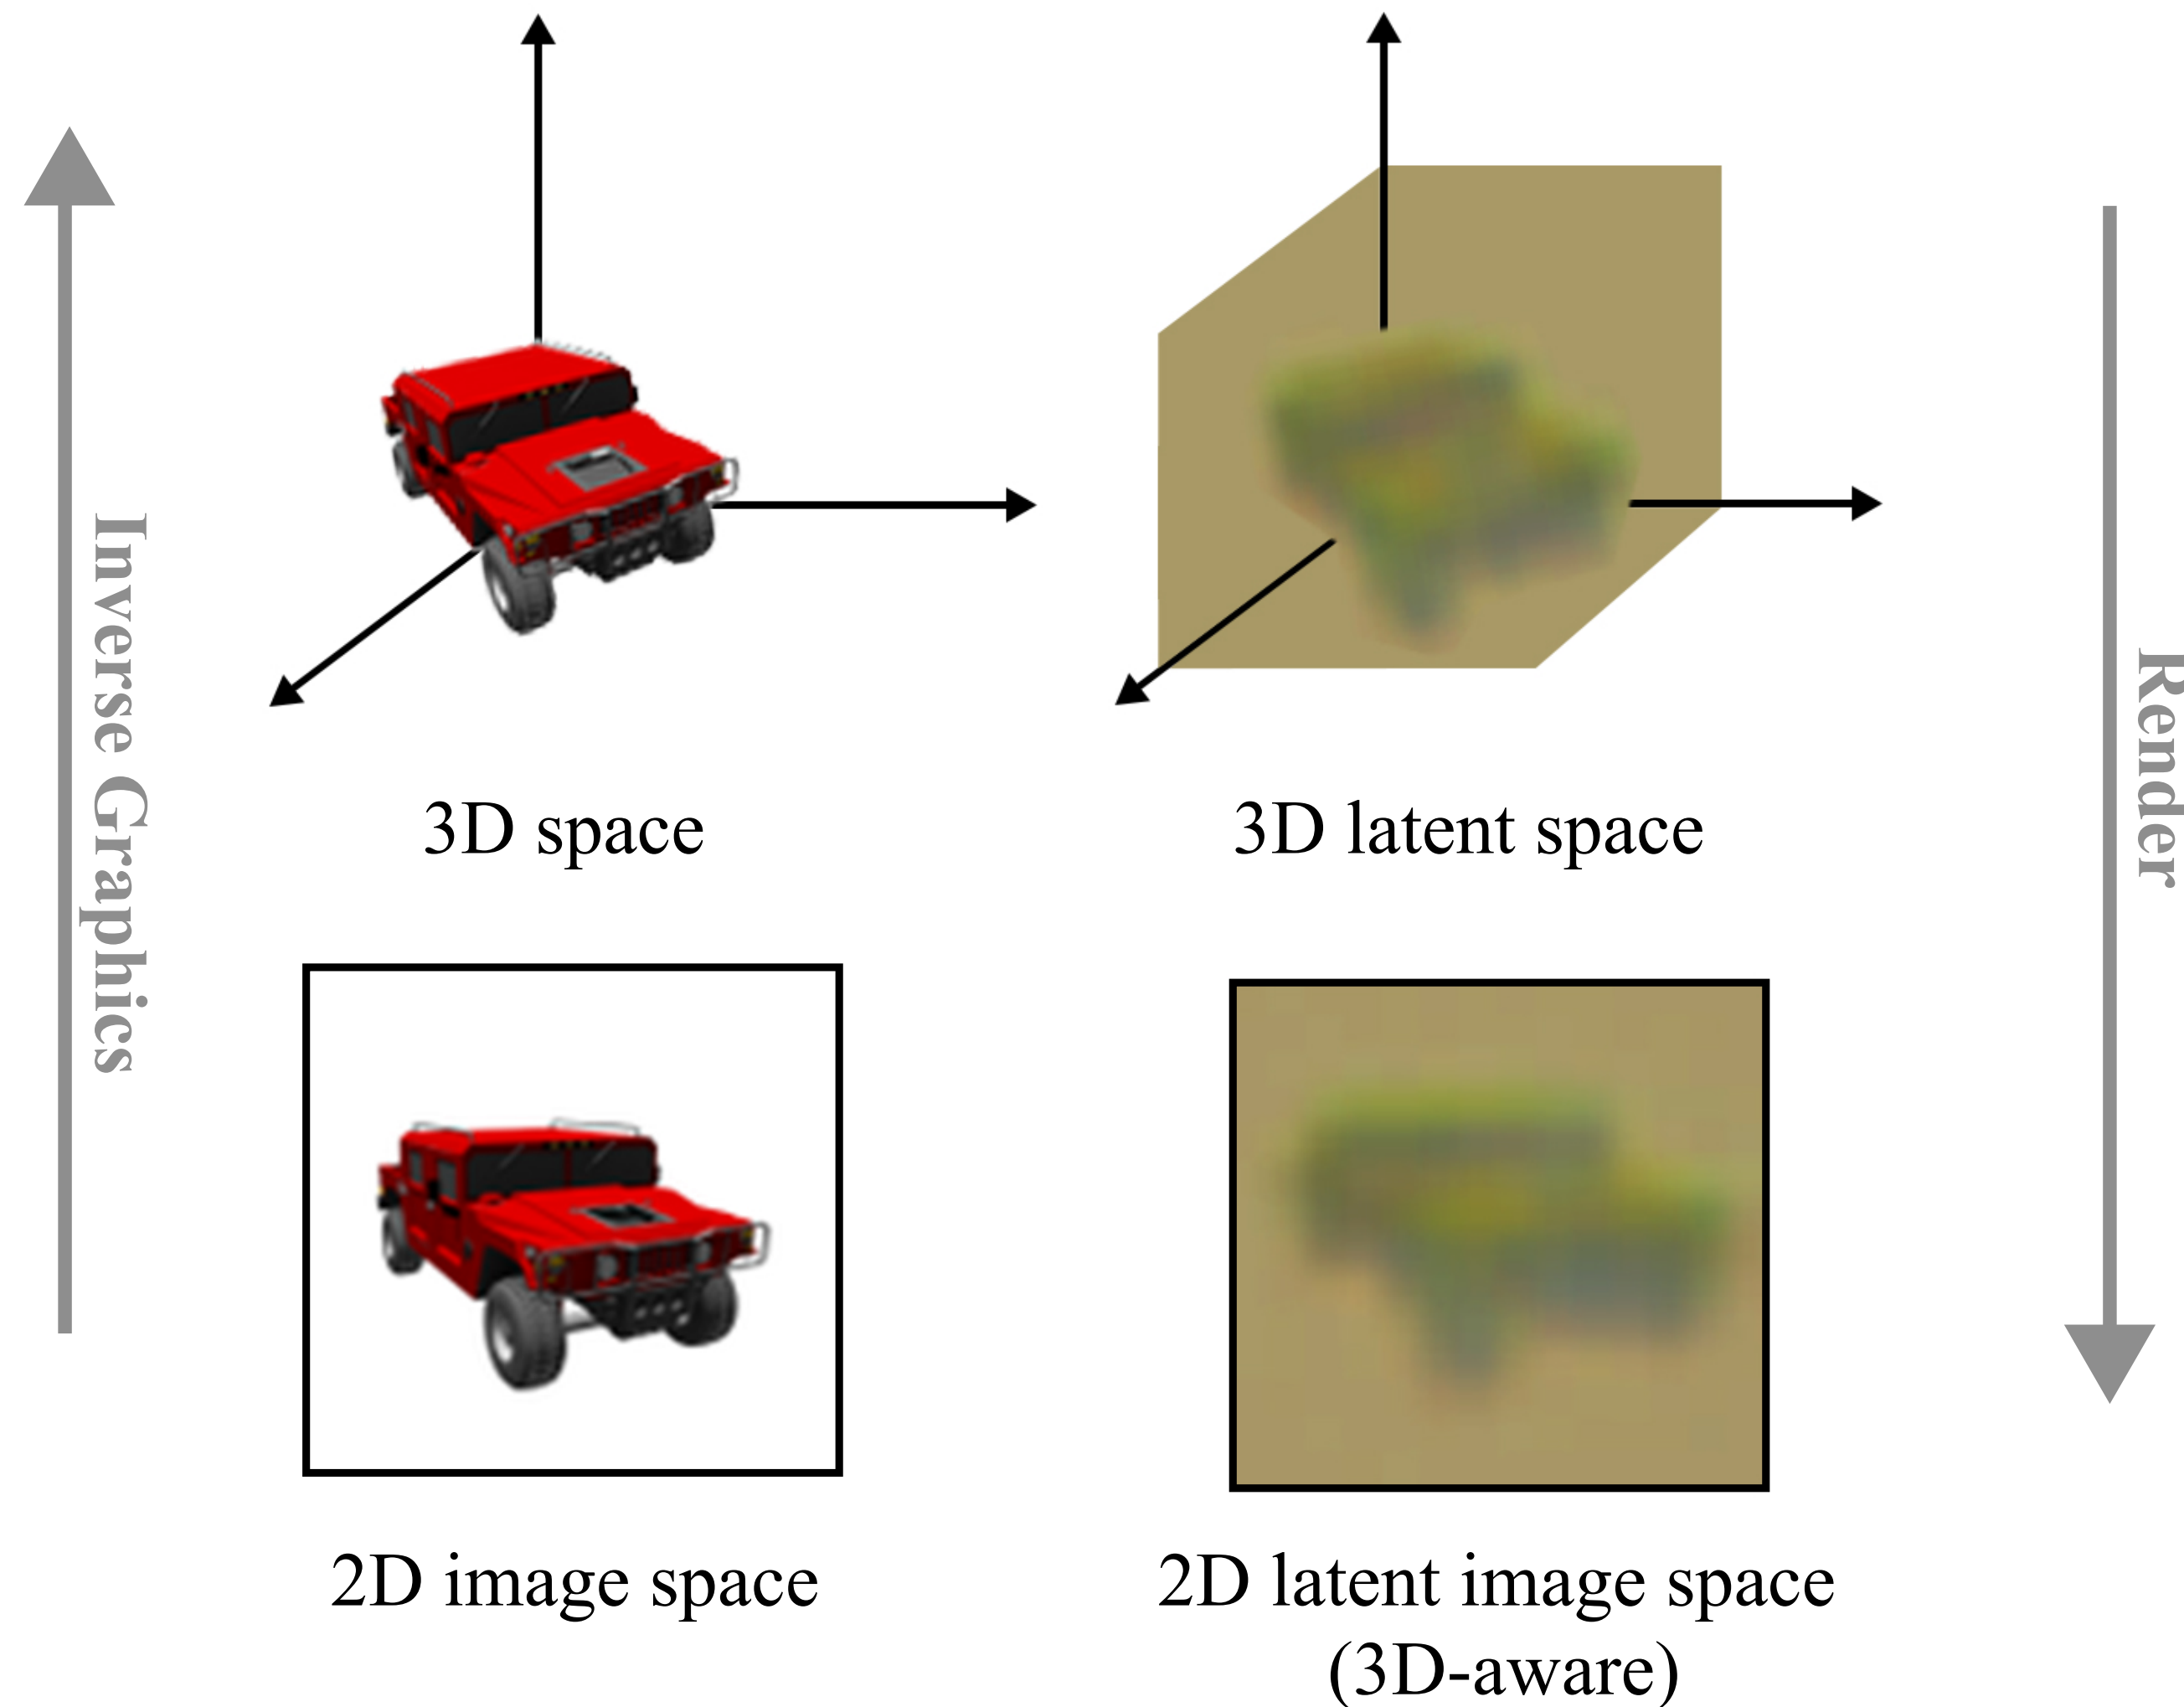 Inverse Graphics
Render
3D space
3D latent space
2D image space
2D latent image space
(3D-aware)